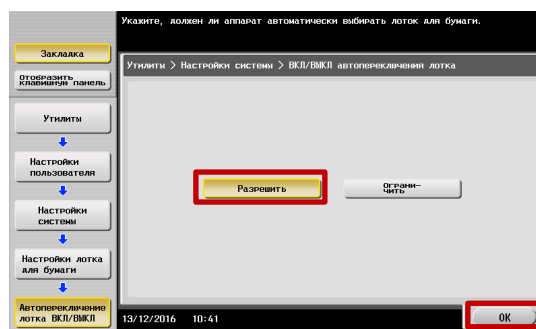 Укажите, должен ли аппарат автоматически выбирать лоток для бумаги.
Закладка
Отобразить
клавишную панель
Утилиты > Настройки системы > ВКЛ/ВЫКЛ автопереключения лотка
Утилиты
Настройки
пользователя
Настройки
системы
Настройки лотка
для бумаги
Автопереключение
лотка ВКЛ/ВЫКЛ
Разрешить
Ограни-
чить
13/12/2016 10:41
OK